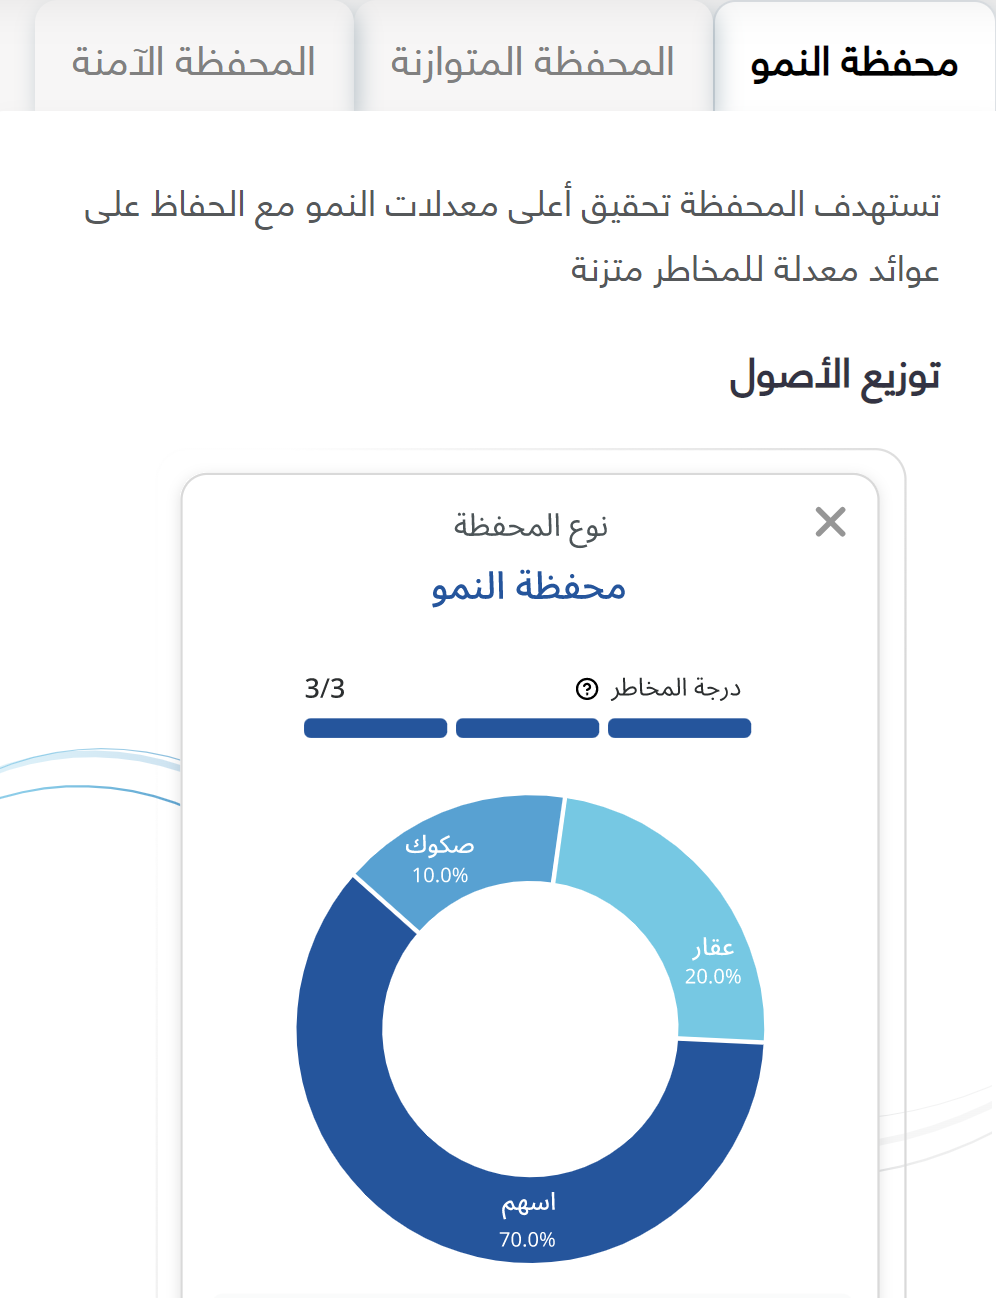 محفظة النمو
المحفظة المتوازنة
المحفظة الآمنة
تستهدف المحفظة تحقيق أعلى معدلات النمو مع الحفاظ على
عوائد معدلة للمخاطر متزنة
توزيع الأصول
نوع المحفظة
محفظة النمو
درجة المخاطر ? 3/3
صكوك
10.0%
عقار
20.0%
اسهم
70.0%